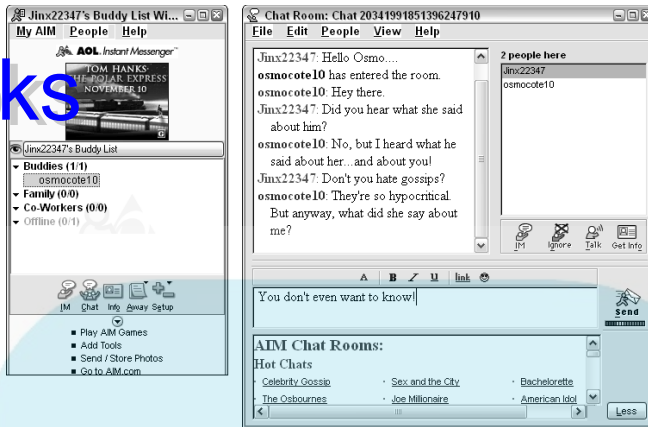 Jinx22347's Buddy List Wi...
My AIM People Help
AOL Instant Messenger™
TOM HANKS·
THE POLAR EXPRESS
NOVEMBER 10
ks
Jinx22347's Buddy List
Buddies (1/1)
osmocote10
Family (0/0)
Co-Workers (0/0)
Offline (0/1)
IM Chat Info Away Setup
Play AIM Games
Add Tools
Send / Store Photos
Go to AIM.com
Chat Room: Chat 20341991851396247910
File Edit People View Help
Jinx22347: Hello Osmo....
osmocote10 has entered the room.
osmocote10: Hey there.
Jinx22347: Did you hear what she said
about him?
osmocote10: No, but I heard what he
said about her...and about you!
Jinx22347: Don't you hate gossips?
osmocote10: They're so hypocritical.
But anyway, what did she say about
me?
2 people here
Jinx22347
osmocote10
IM Ignore Talk Get Info
A B I U link
You don't even want to know!
Send
AIM Chat Rooms:
Hot Chats
· Celebrity Gossip · Sex and the City · Bachelorette
· The Osbournes · Joe Millionaire · American Idol
Less